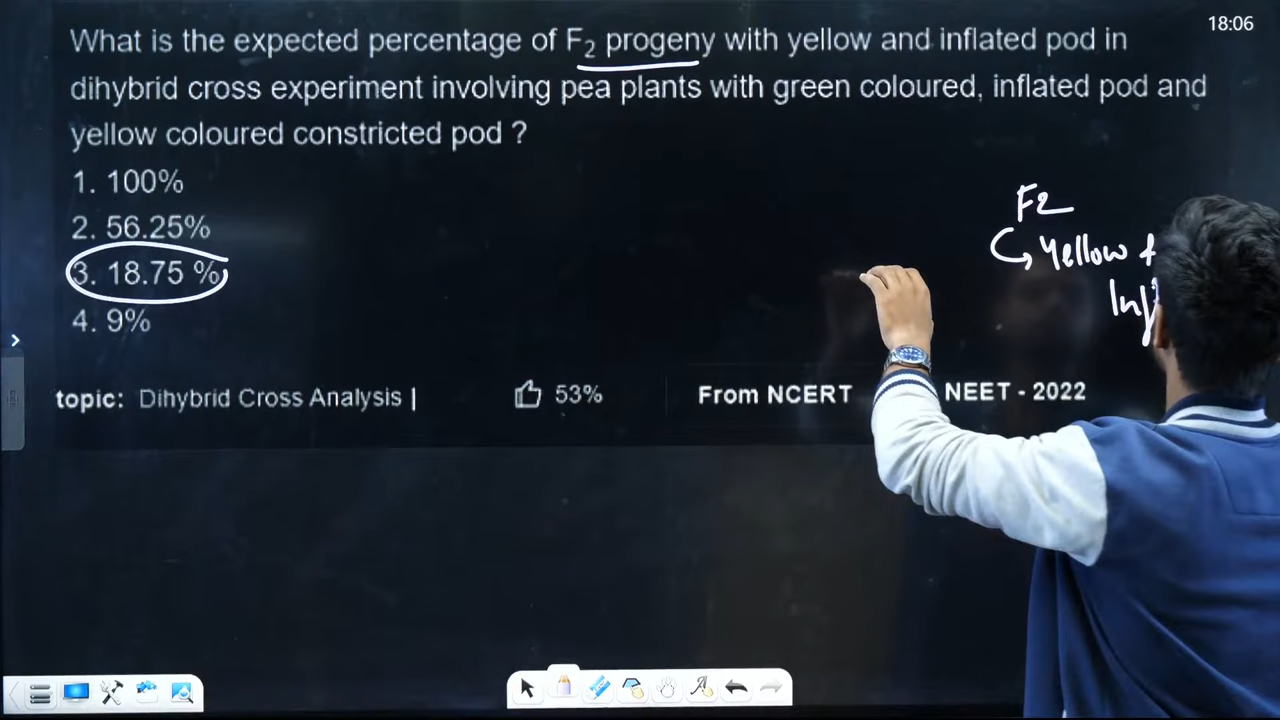 18:06
What is the expected percentage of F2 progeny with yellow and inflated pod in
dihybrid cross experiment involving pea plants with green coloured, inflated pod and
yellow coloured constricted pod ?
1. 100%
2. 56.25%
3. 18.75 %
4. 9%
F2
Yellow
topic: Dihybrid Cross Analysis |
53%
From NCERT
NEET - 2022